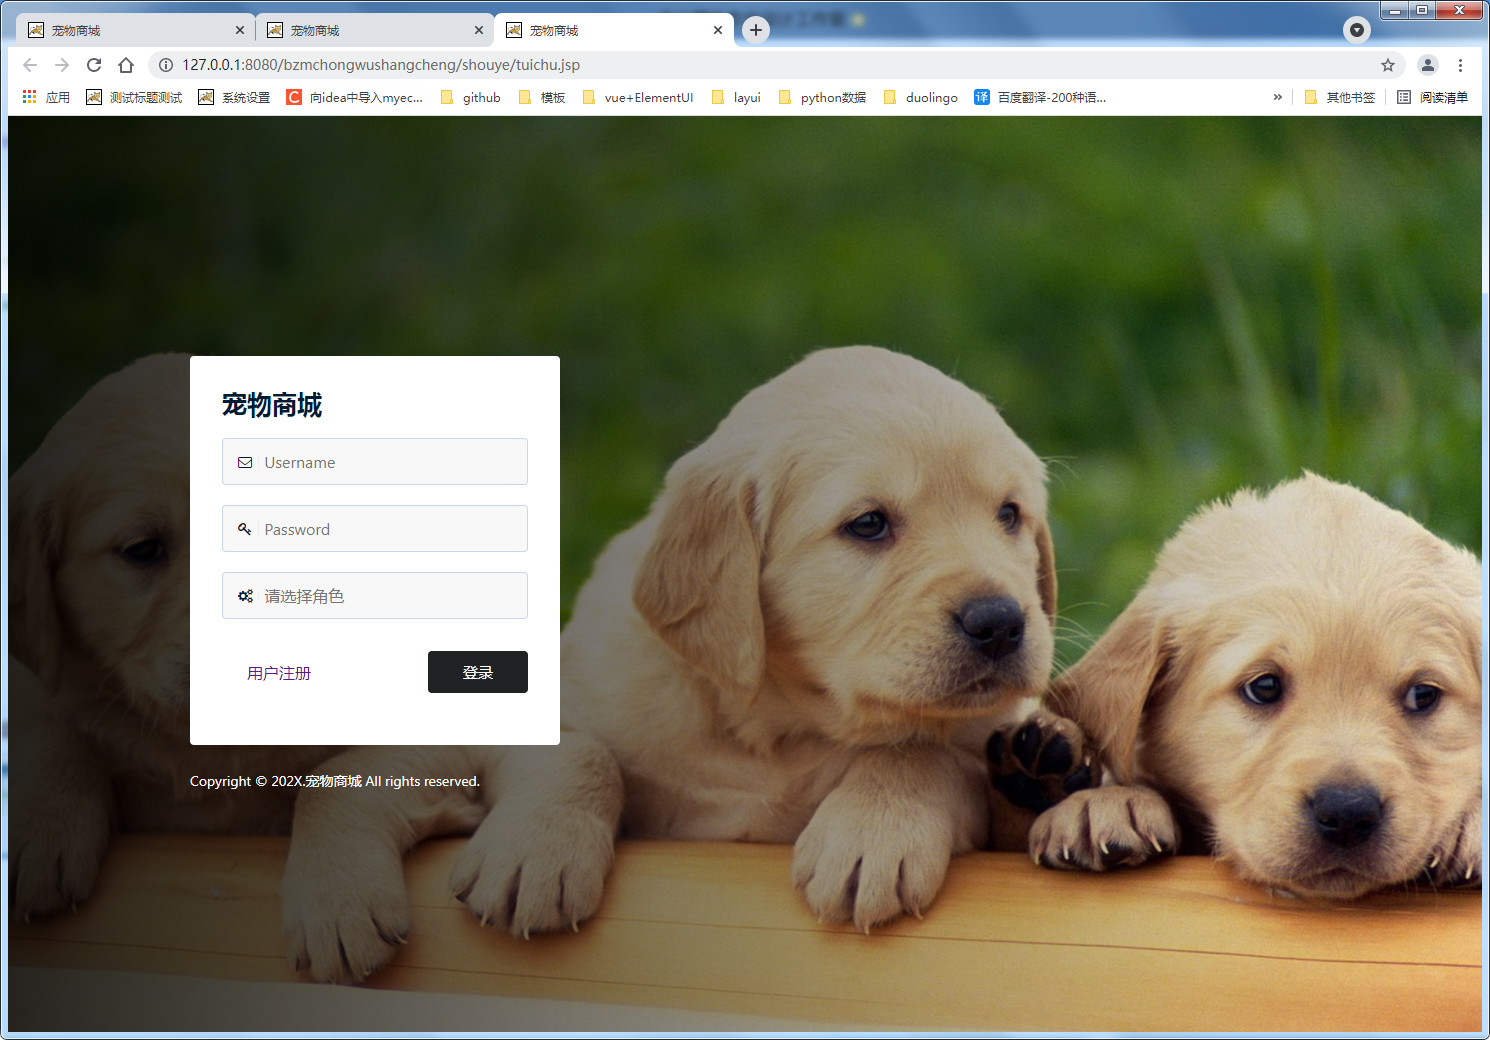 宠物商城
宠物商城
宠物商城
127.0.0.1:8080/bzmchongwushangcheng/shouye/tuichu.jsp
应用
测试标题测试
系统设置
向idea中导入myec...
github
模板
vue+ElementUI
layui
python数据
duolingo
百度翻译-200种语...
»
其他书签
阅读清单
宠物商城
Username
Password
请选择角色
用户注册
登录
Copyright © 202X.宠物商城 All rights reserved.